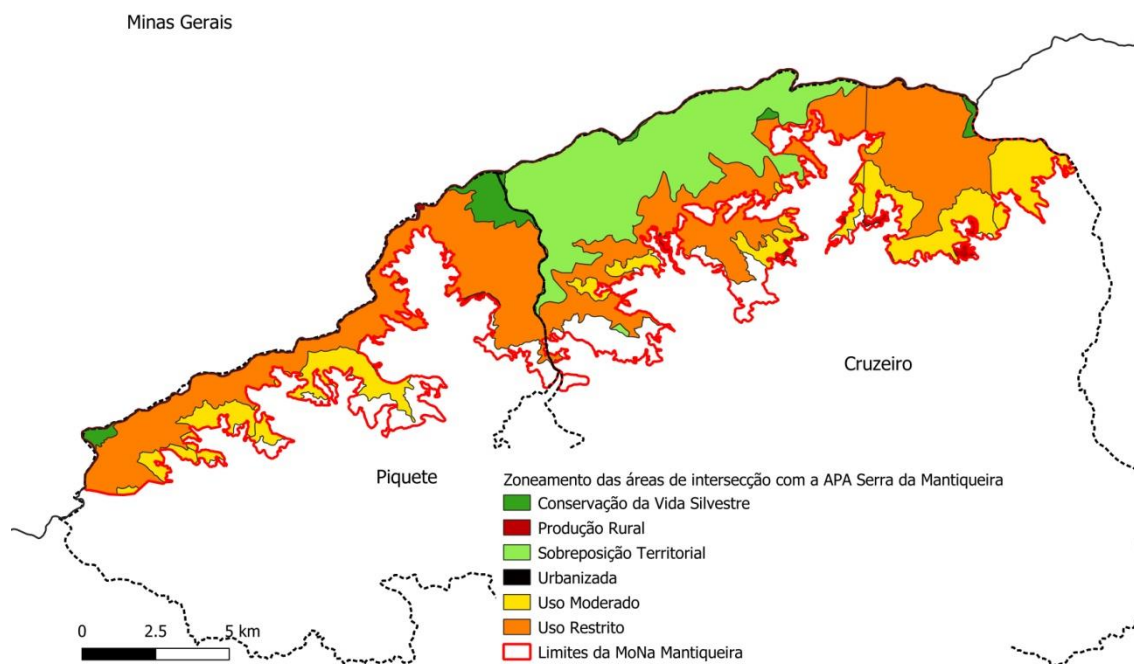 Minas Gerais
Cruzeiro
Piquete
Zoneamento das áreas de intersecção com a APA Serra da Mantiqueira
Conservação da Vida Silvestre
Produção Rural
Sobreposição Territorial
Urbanizada
Uso Moderado
Uso Restrito
Limites da MoNa Mantiqueira
0 2.5 5 km